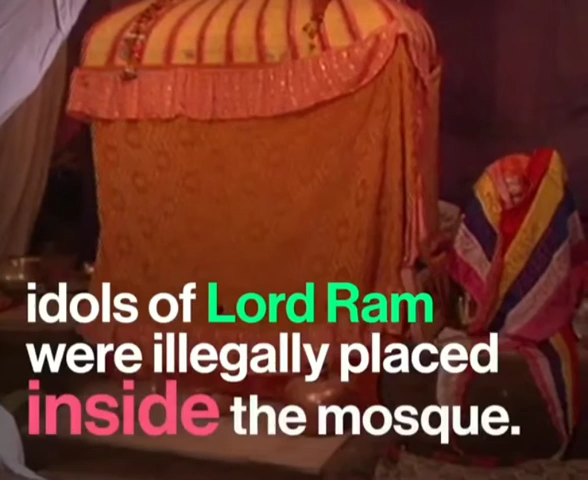 idols of Lord Ram
were illegally placed
inside the mosque.